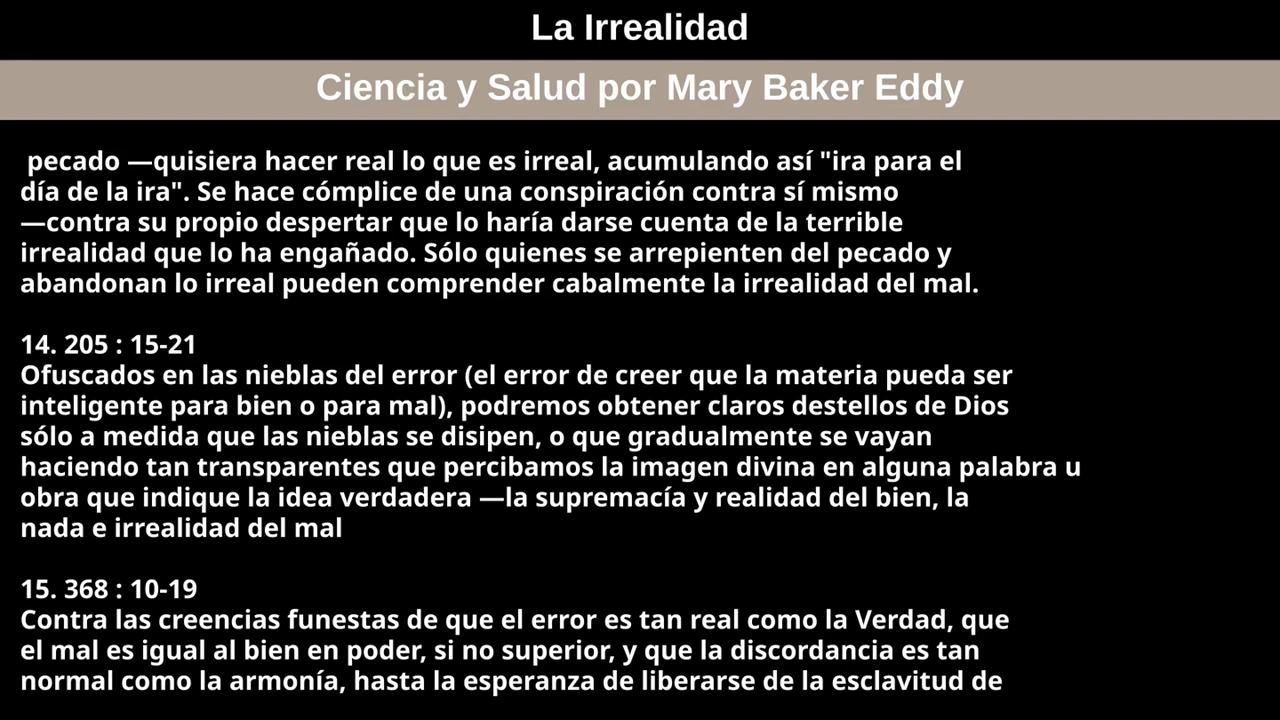 La Irrealidad
Ciencia y Salud por Mary Baker Eddy
pecado —quisiera hacer real lo que es irreal, acumulando así "ira para el
día de la ira". Se hace cómplice de una conspiración contra sí mismo
—contra su propio despertar que lo haría darse cuenta de la terrible
irrealidad que lo ha engañado. Sólo quienes se arrepienten del pecado y
abandonan lo irreal pueden comprender cabalmente la irrealidad del mal.
14. 205 : 15-21
Ofuscados en las nieblas del error (el error de creer que la materia pueda ser
inteligente para bien o para mal), podremos obtener claros destellos de Dios
sólo a medida que las nieblas se disipen, o que gradualmente se vayan
haciendo tan transparentes que percibamos la imagen divina en alguna palabra u
obra que indique la idea verdadera —la supremacía y realidad del bien, la
nada e irrealidad del mal
15. 368 : 10-19
Contra las creencias funestas de que el error es tan real como la Verdad, que
el mal es igual al bien en poder, si no superior, y que la discordancia es tan
normal como la armonía, hasta la esperanza de liberarse de la esclavitud de